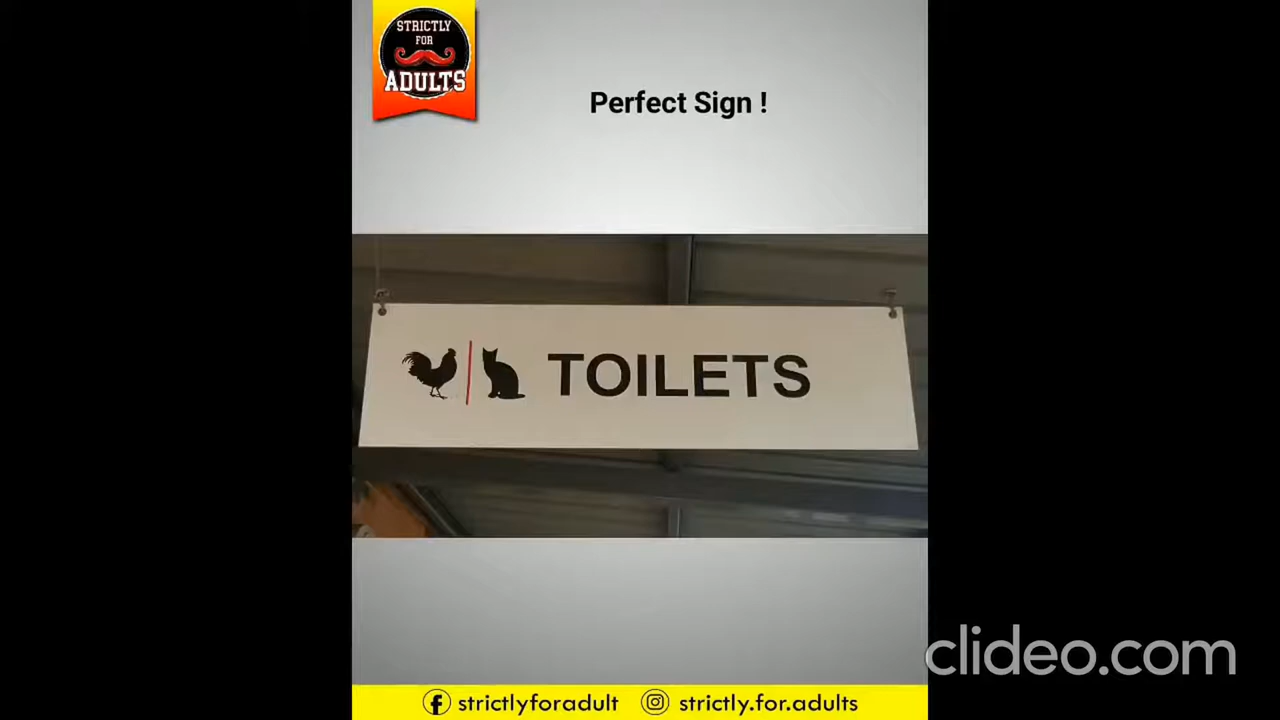 STRICTLY
FOR
ADULTS
Perfect Sign !
TOILETS
clideo.com
strictlyforadult strictly.for.adults